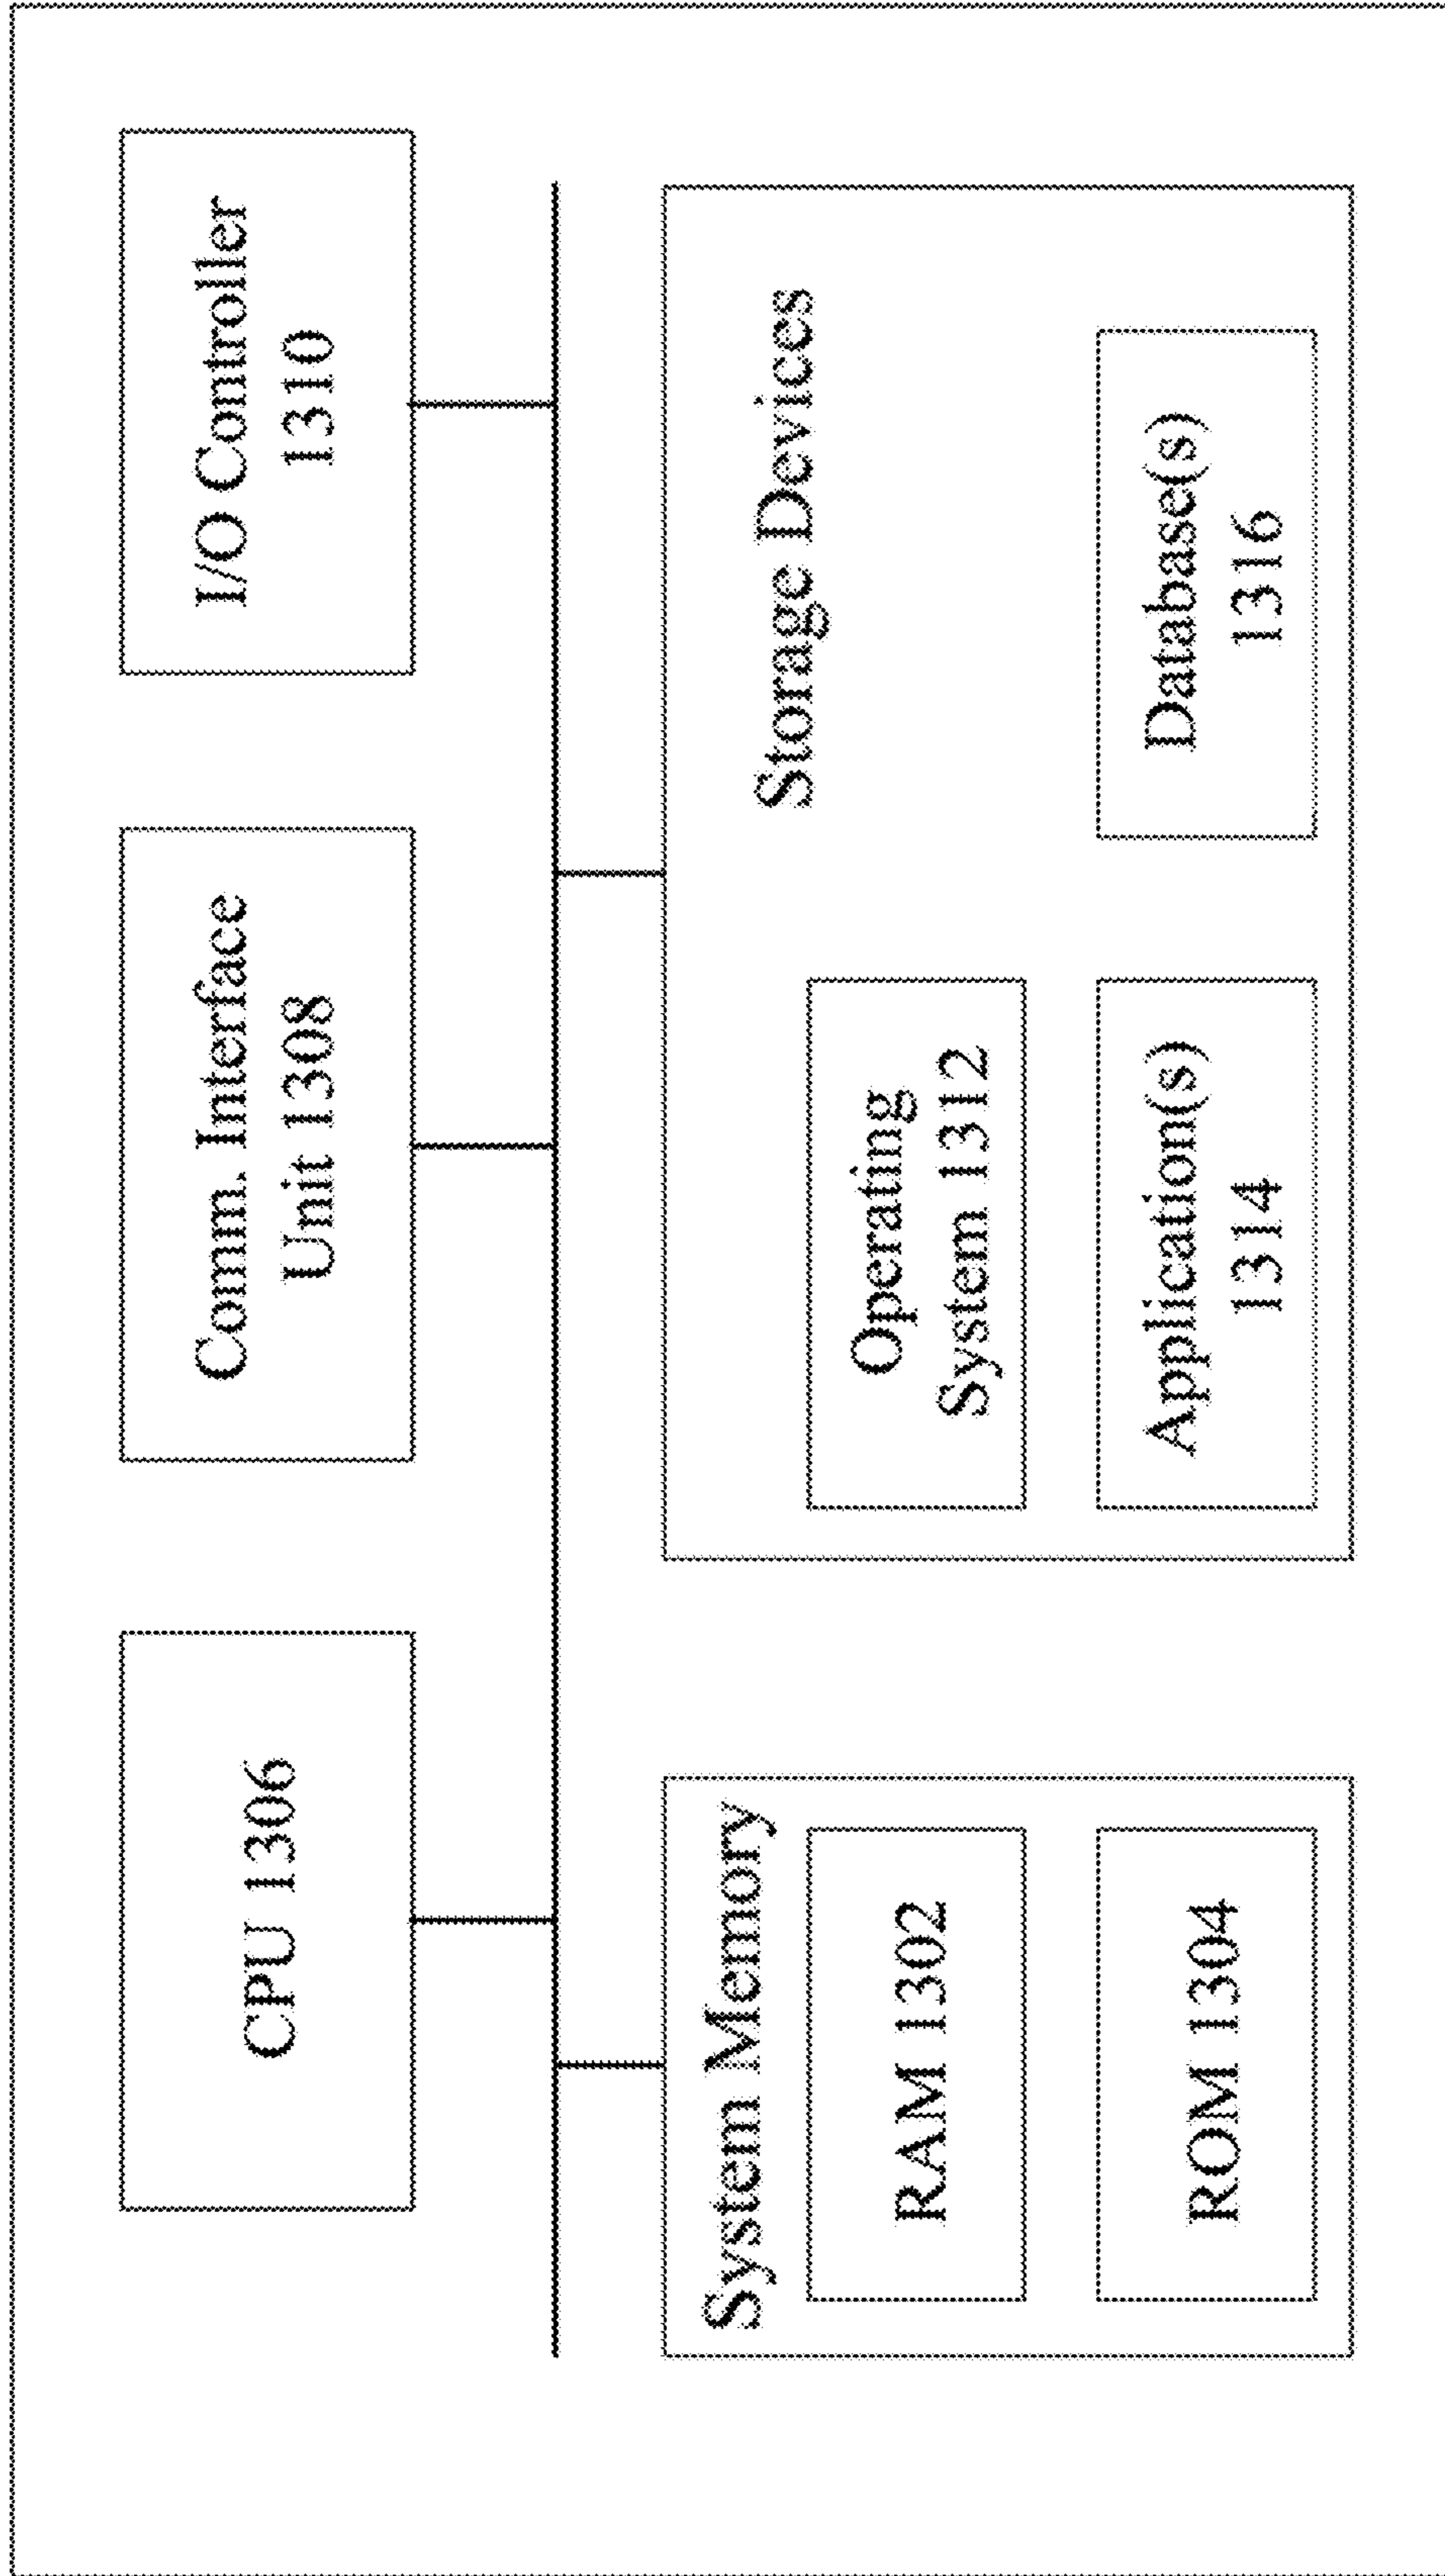 CPU 1306
Comm. Interface
Unit 1308
I/O Controller
1310
System Memory
RAM 1302
ROM 1304
Storage Devices
Operating
System 1312
Application(s)
1314
Database(s)
1316